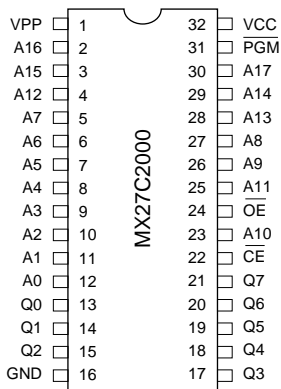 VPP 1 32 VCC
A16 2 31 PGM
A15 3 30 A17
A12 4 29 A14
A7 5 28 A13
A6 6 27 A8
A5 7 26 A9
A4 8 25 A11
A3 9 24 OE
A2 10 23 A10
A1 11 22 CE
A0 12 21 Q7
Q0 13 20 Q6
Q1 14 19 Q5
Q2 15 18 Q4
GND 16 17 Q3
MX27C2000